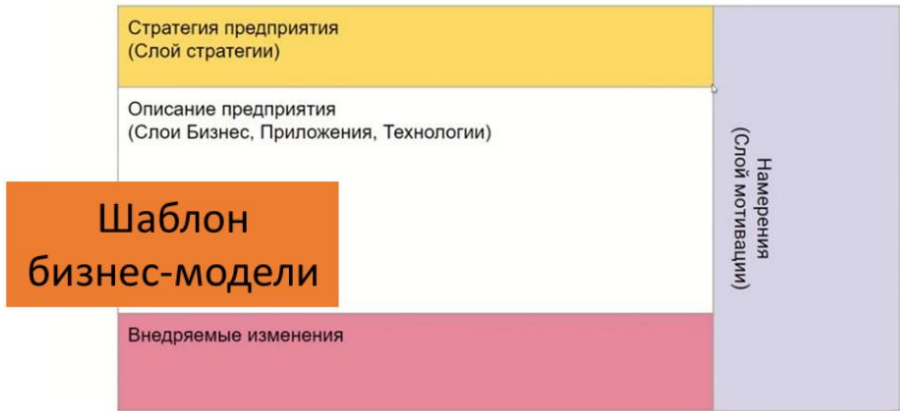 Стратегия предприятия
(Слой стратегии)
Описание предприятия
(Слои Бизнес, Приложения, Технологии)
Шаблон
бизнес-модели
Внедряемые изменения
Намерения
(Слой мотивации)